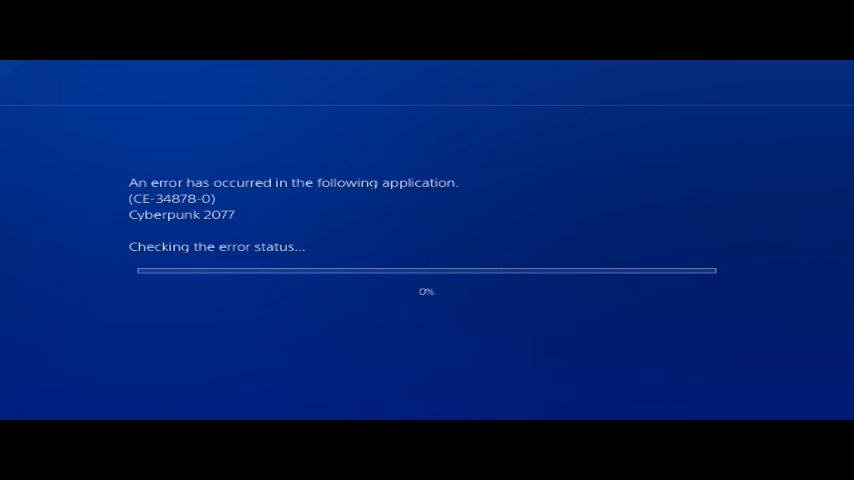 An error has occurred in the following application.
(CE-34878-0)
Cyberpunk 2077
Checking the error status...
0%